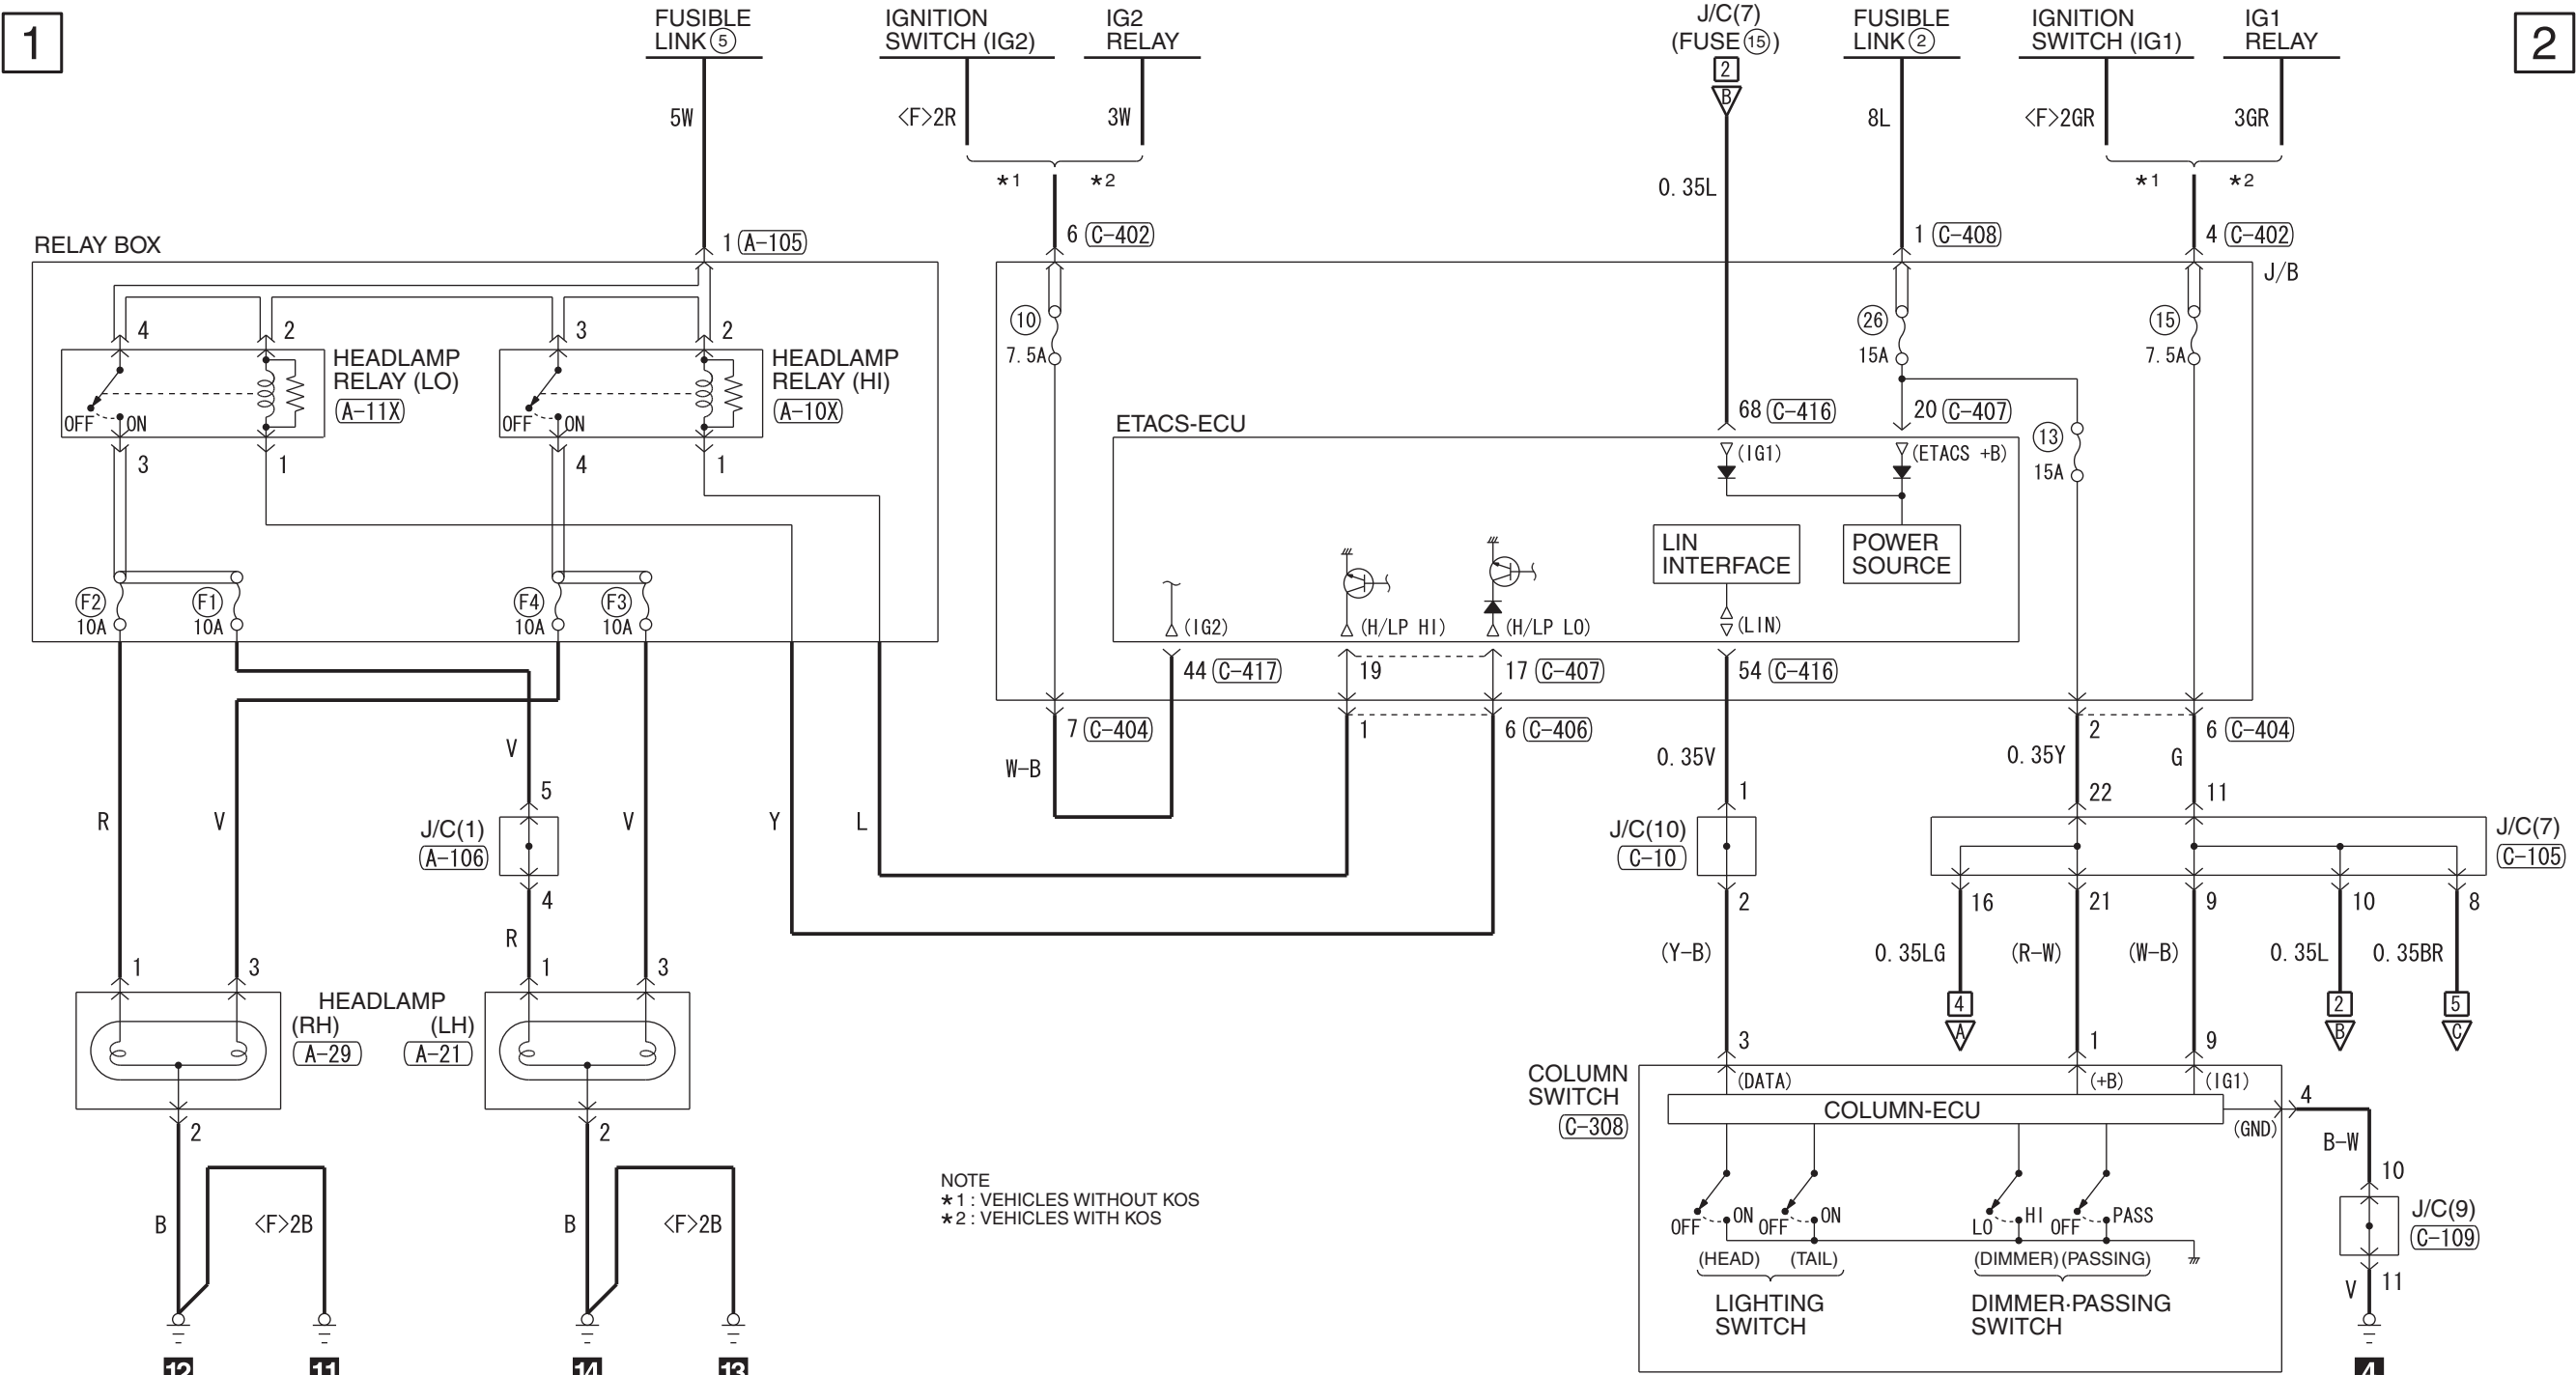 1
FUSIBLE
LINK ⑤
IGNITION
SWITCH (IG2)
IG2
RELAY
J/C(7)
(FUSE ⑮)
2
B
FUSIBLE
LINK ②
IGNITION
SWITCH (IG1)
IG1
RELAY
2
5W
<F>2R
3W
*1
*2
0.35L
8L
<F>2GR
3GR
*1
*2
RELAY BOX
1 A-105
6 C-402
1 C-408
4 C-402
J/B
4
2
3
2
HEADLAMP
RELAY (LO)
A-11X
OFF
ON
HEADLAMP
RELAY (HI)
A-10X
OFF
ON
3
1
4
1
10
7.5A
26
15A
15
7.5A
13
15A
ETACS-ECU
68 C-416
20 C-407
(IG1)
(ETACS +B)
LIN
INTERFACE
POWER
SOURCE
F2
10A
F1
10A
F4
10A
F3
10A
(IG2)
(H/LP HI)
(H/LP LO)
(LIN)
44 C-417
19
17 C-407
54 C-416
7 C-404
1
6 C-406
2
6 C-404
W-B
0.35V
0.35Y
G
V
5
J/C(1)
A-106
4
R
R
V
V
Y
L
1
J/C(10)
C-10
2
22
11
J/C(7)
C-105
16
21
9
10
8
(Y-B)
0.35LG
(R-W)
(W-B)
0.35L
0.35BR
4
A
2
B
5
C
1
3
1
3
HEADLAMP
(RH)
(LH)
A-29
A-21
2
2
B
<F>2B
B
<F>2B
12
11
14
13
NOTE
*1 : VEHICLES WITHOUT KOS
*2 : VEHICLES WITH KOS
3
1
9
COLUMN
SWITCH
C-308
(DATA)
(+B)
(IG1)
COLUMN-ECU
(GND)
4
B-W
10
J/C(9)
C-109
11
V
4
OFF
ON
OFF
ON
LO
HI
OFF
PASS
(HEAD)
(TAIL)
(DIMMER)
(PASSING)
LIGHTING
SWITCH
DIMMER·PASSING
SWITCH